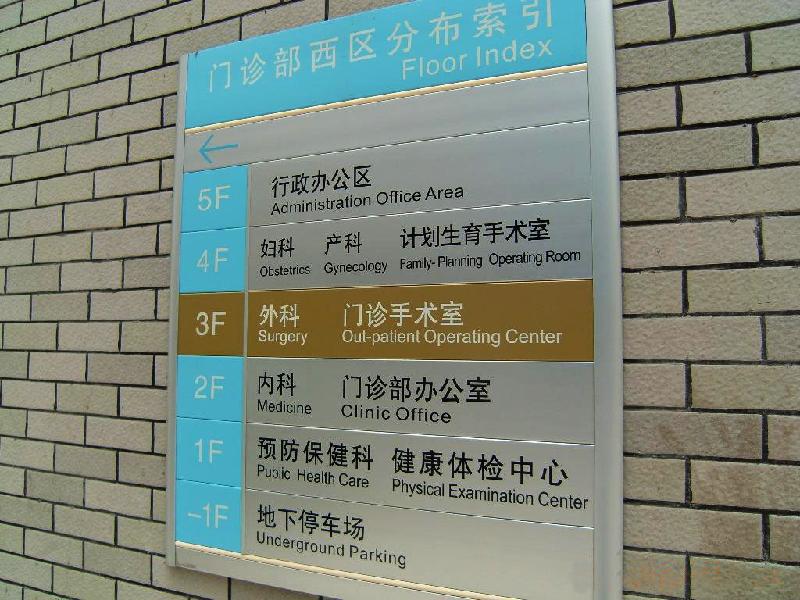 门诊部西区分布索引
Floor Index
←
5F 行政办公区
Administration Office Area
4F 妇科 产科 计划生育手术室
Obstetrics Gynecology Family-Planning Operating Room
3F 外科 门诊手术室
Surgery Out-patient Operating Center
2F 内科 门诊部办公室
Medicine Clinic Office
1F 预防保健科 健康体检中心
Public Health Care Physical Examination Center
-1F 地下停车场
Underground Parking